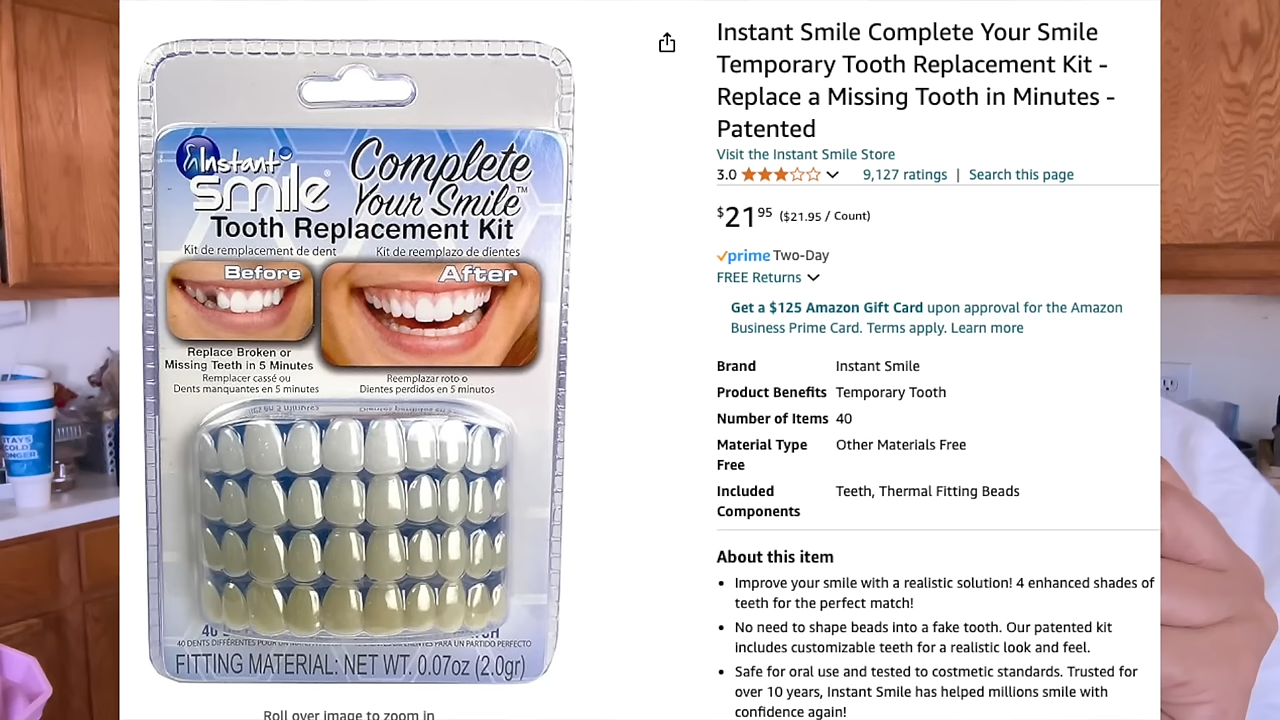 Instant Smile Complete Your Smile
Temporary Tooth Replacement Kit -
Replace a Missing Tooth in Minutes -
Patented
Visit the Instant Smile Store
3.0 9,127 ratings | Search this page
$21.95 ($21.95 / Count)
prime Two-Day
FREE Returns
Get a $125 Amazon Gift Card upon approval for the Amazon
Business Prime Card. Terms apply. Learn more
Brand Instant Smile
Product Benefits Temporary Tooth
Number of Items 40
Material Type Other Materials Free
Free
Included Teeth, Thermal Fitting Beads
Components
About this item
• Improve your smile with a realistic solution! 4 enhanced shades of
teeth for the perfect match!
• No need to shape beads into a fake tooth. Our patented kit
includes customizable teeth for a realistic look and feel.
• Safe for oral use and tested to costmetic standards. Trusted for
over 10 years, Instant Smile has helped millions smile with
confidence again!
Instant
smile®
Complete
Your Smile™
Tooth Replacement Kit
Kit de remplacement de dent Kit de reemplazo de dientes
Before After
Replace Broken or
Missing Teeth in 5 Minutes
Remplacer cassé ou
Dents manquantes en 5 minutes
Reemplazar roto o
Dientes perdidos en 5 minutos
40 DENTS DIFFÉRENTES POUR UN
PARA UN PARTIDO PERFECTO
FITTING MATERIAL: NET WT. 0.07oz (2.0gr)
Roll over image to zoom in
STAYS
COLD